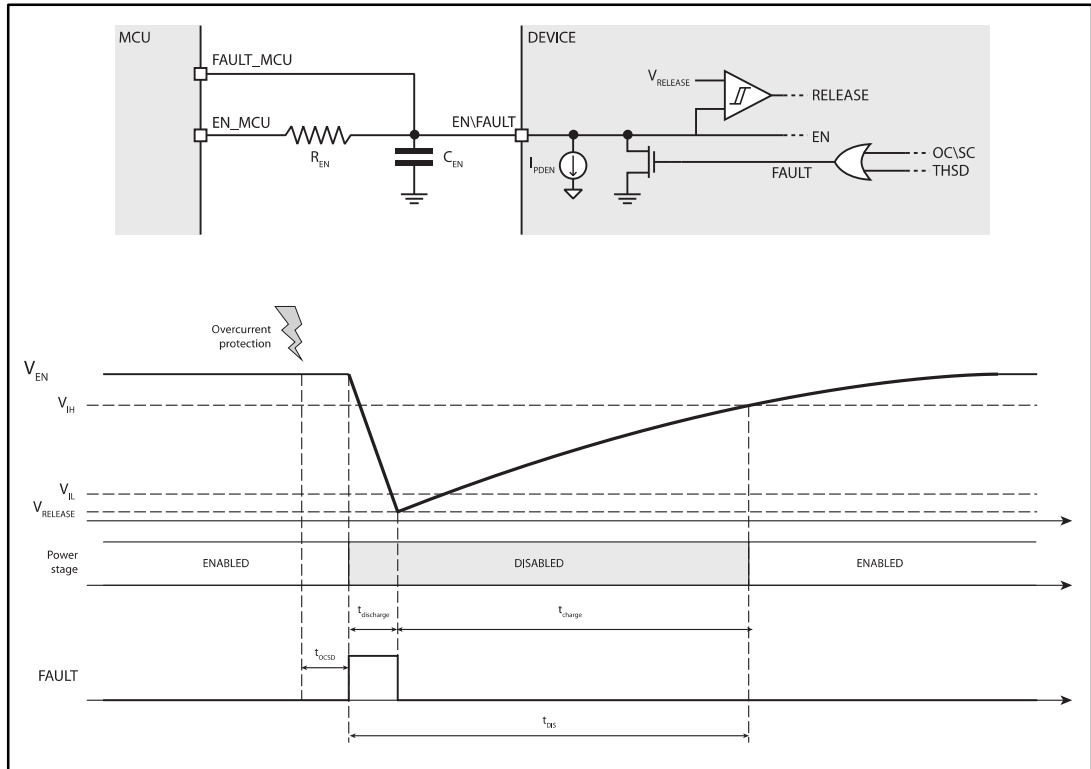 MCU
DEVICE
FAULT_MCU
V_RELEASE
RELEASE
EN_MCU
EN\FAULT
EN
R_EN
C_EN
I_PDEN
FAULT
OC\SC
THSD
Overcurrent
protection
V_EN
V_IH
V_IL
V_RELEASE
Power
stage
ENABLED
DISABLED
ENABLED
t_discharge
t_charge
t_OCSD
FAULT
t_DIS